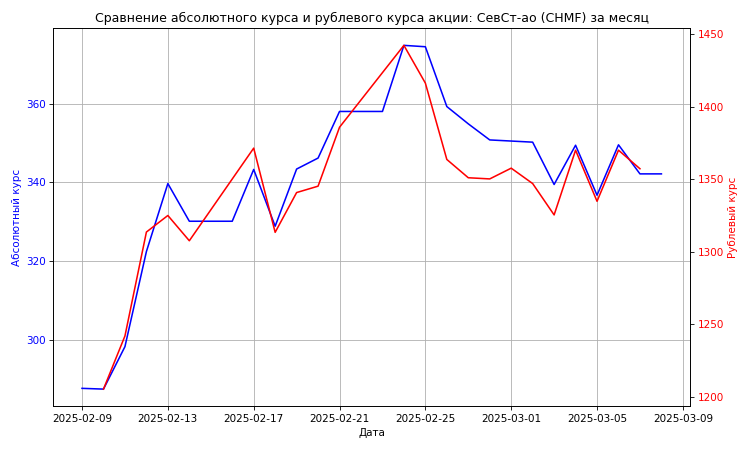 Сравнение абсолютного курса и рублевого курса акции: СевСт-ао (CHMF) за месяц
Абсолютный курс
360
340
320
300
1450
1400
1350
1300
1250
1200
Рублевый курс
2025-02-09 2025-02-13 2025-02-17 2025-02-21 2025-02-25 2025-03-01 2025-03-05 2025-03-09
Дата